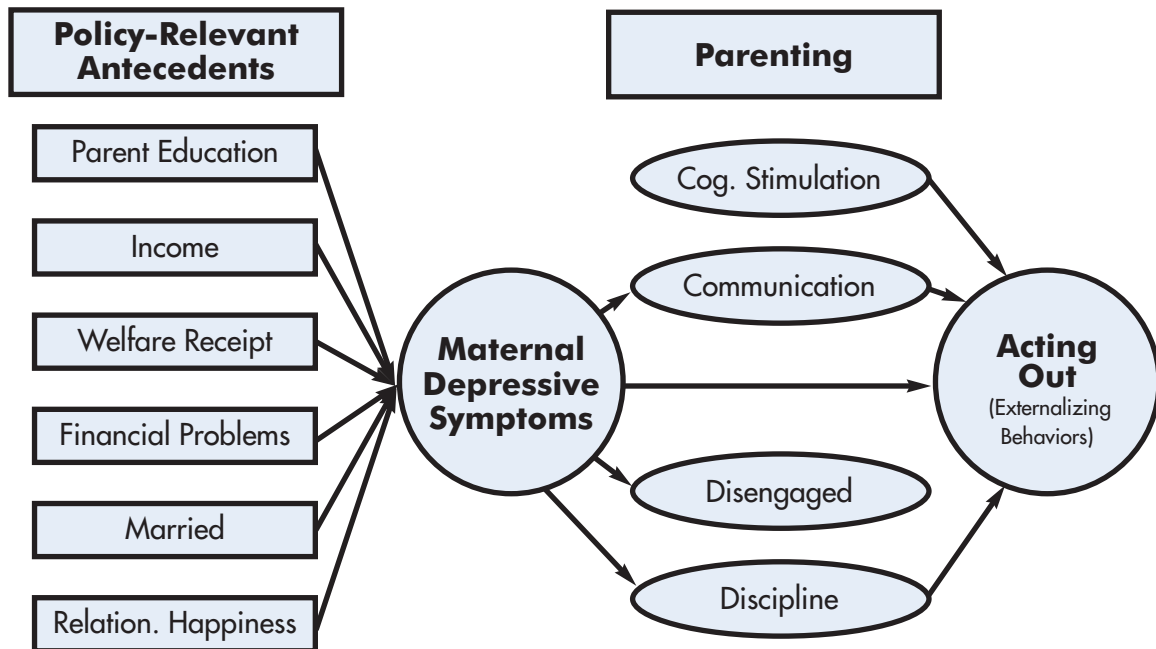 Policy-Relevant
Antecedents
Parenting
Parent Education
Income
Welfare Receipt
Financial Problems
Married
Relation. Happiness
Maternal
Depressive
Symptoms
Cog. Stimulation
Communication
Disengaged
Discipline
Acting
Out
(Externalizing
Behaviors)